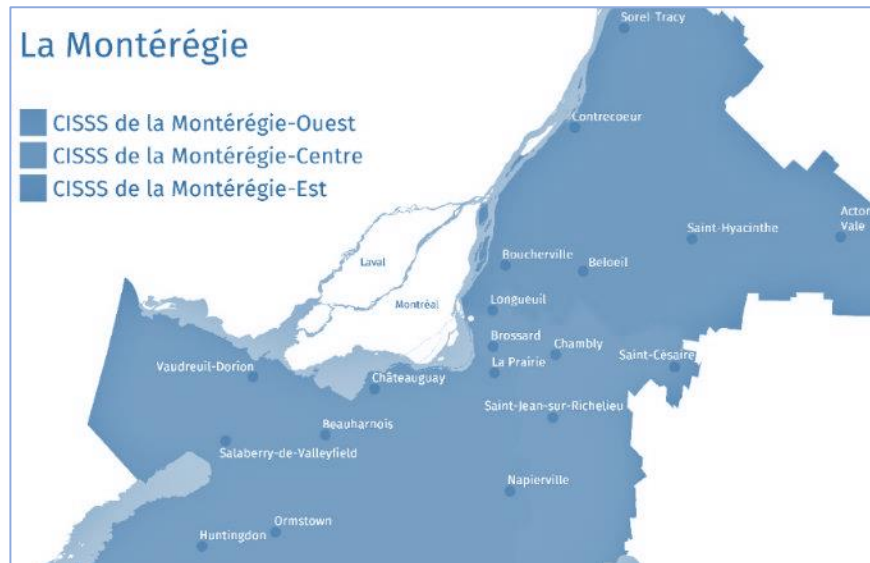 La Montérégie
CISSS de la Montérégie-Ouest
CISSS de la Montérégie-Centre
CISSS de la Montérégie-Est
Sorel-Tracy
Contrecoeur
Saint-Hyacinthe
Acton
Vale
Boucherville
Beloeil
Laval
Montréal
Longueuil
Brossard
Chambly
La Prairie
Saint-Césaire
Vaudreuil-Dorion
Châteauguay
Saint-Jean-sur-Richelieu
Beauharnois
Salaberry-de-Valleyfield
Napierville
Ormstown
Huntingdon